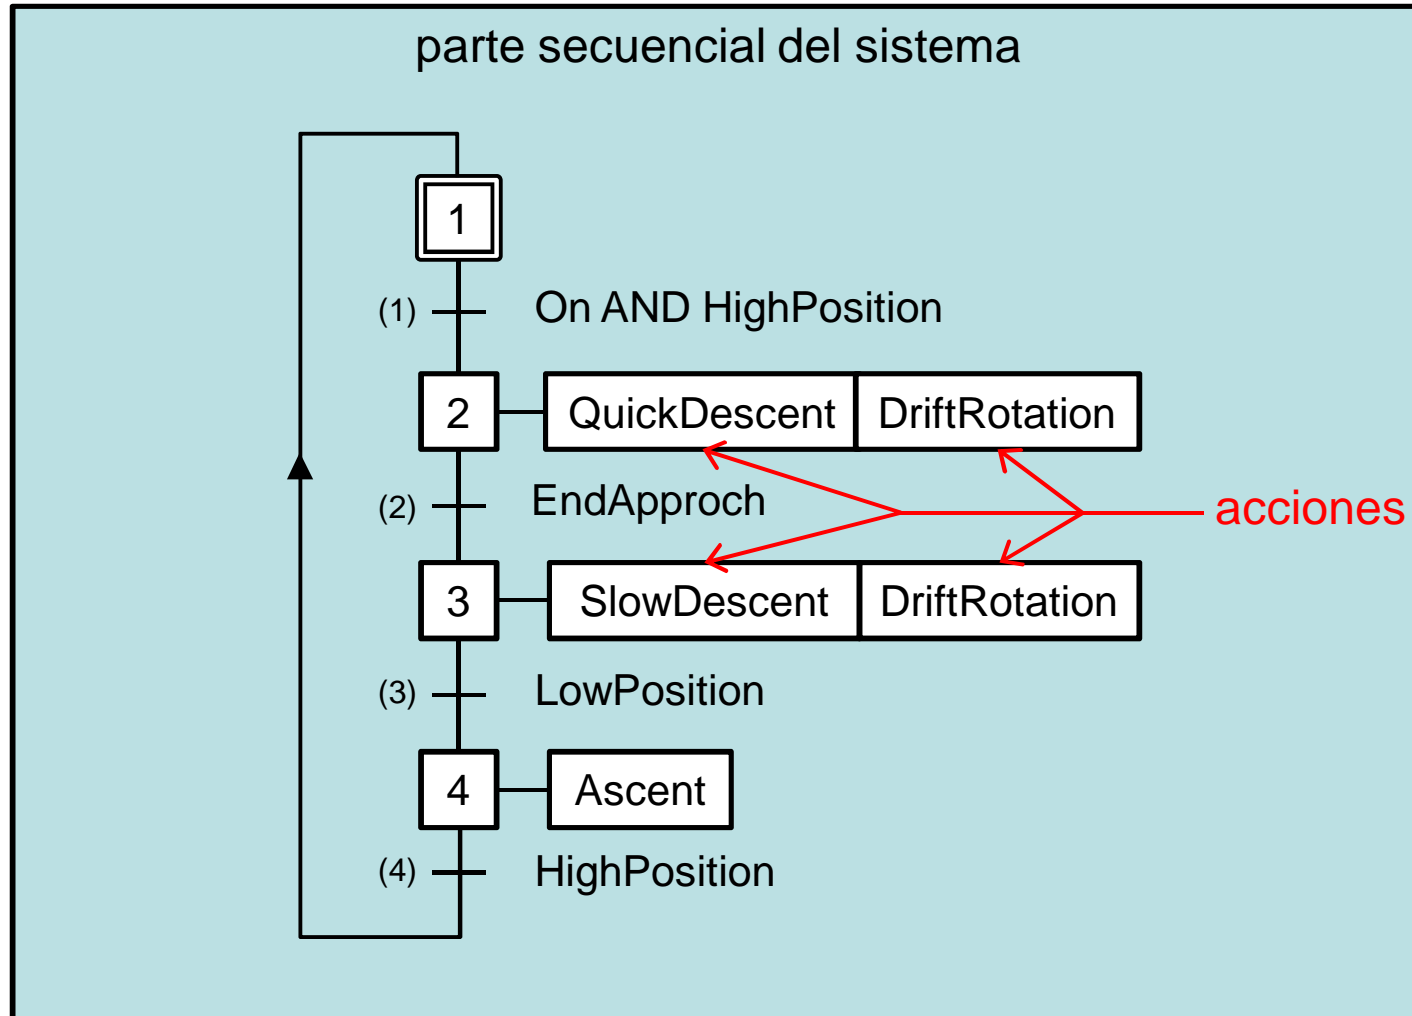 parte secuencial del sistema
1
(1) On AND HighPosition
2 QuickDescent DriftRotation
(2) EndApproch
acciones
3 SlowDescent DriftRotation
(3) LowPosition
4 Ascent
(4) HighPosition